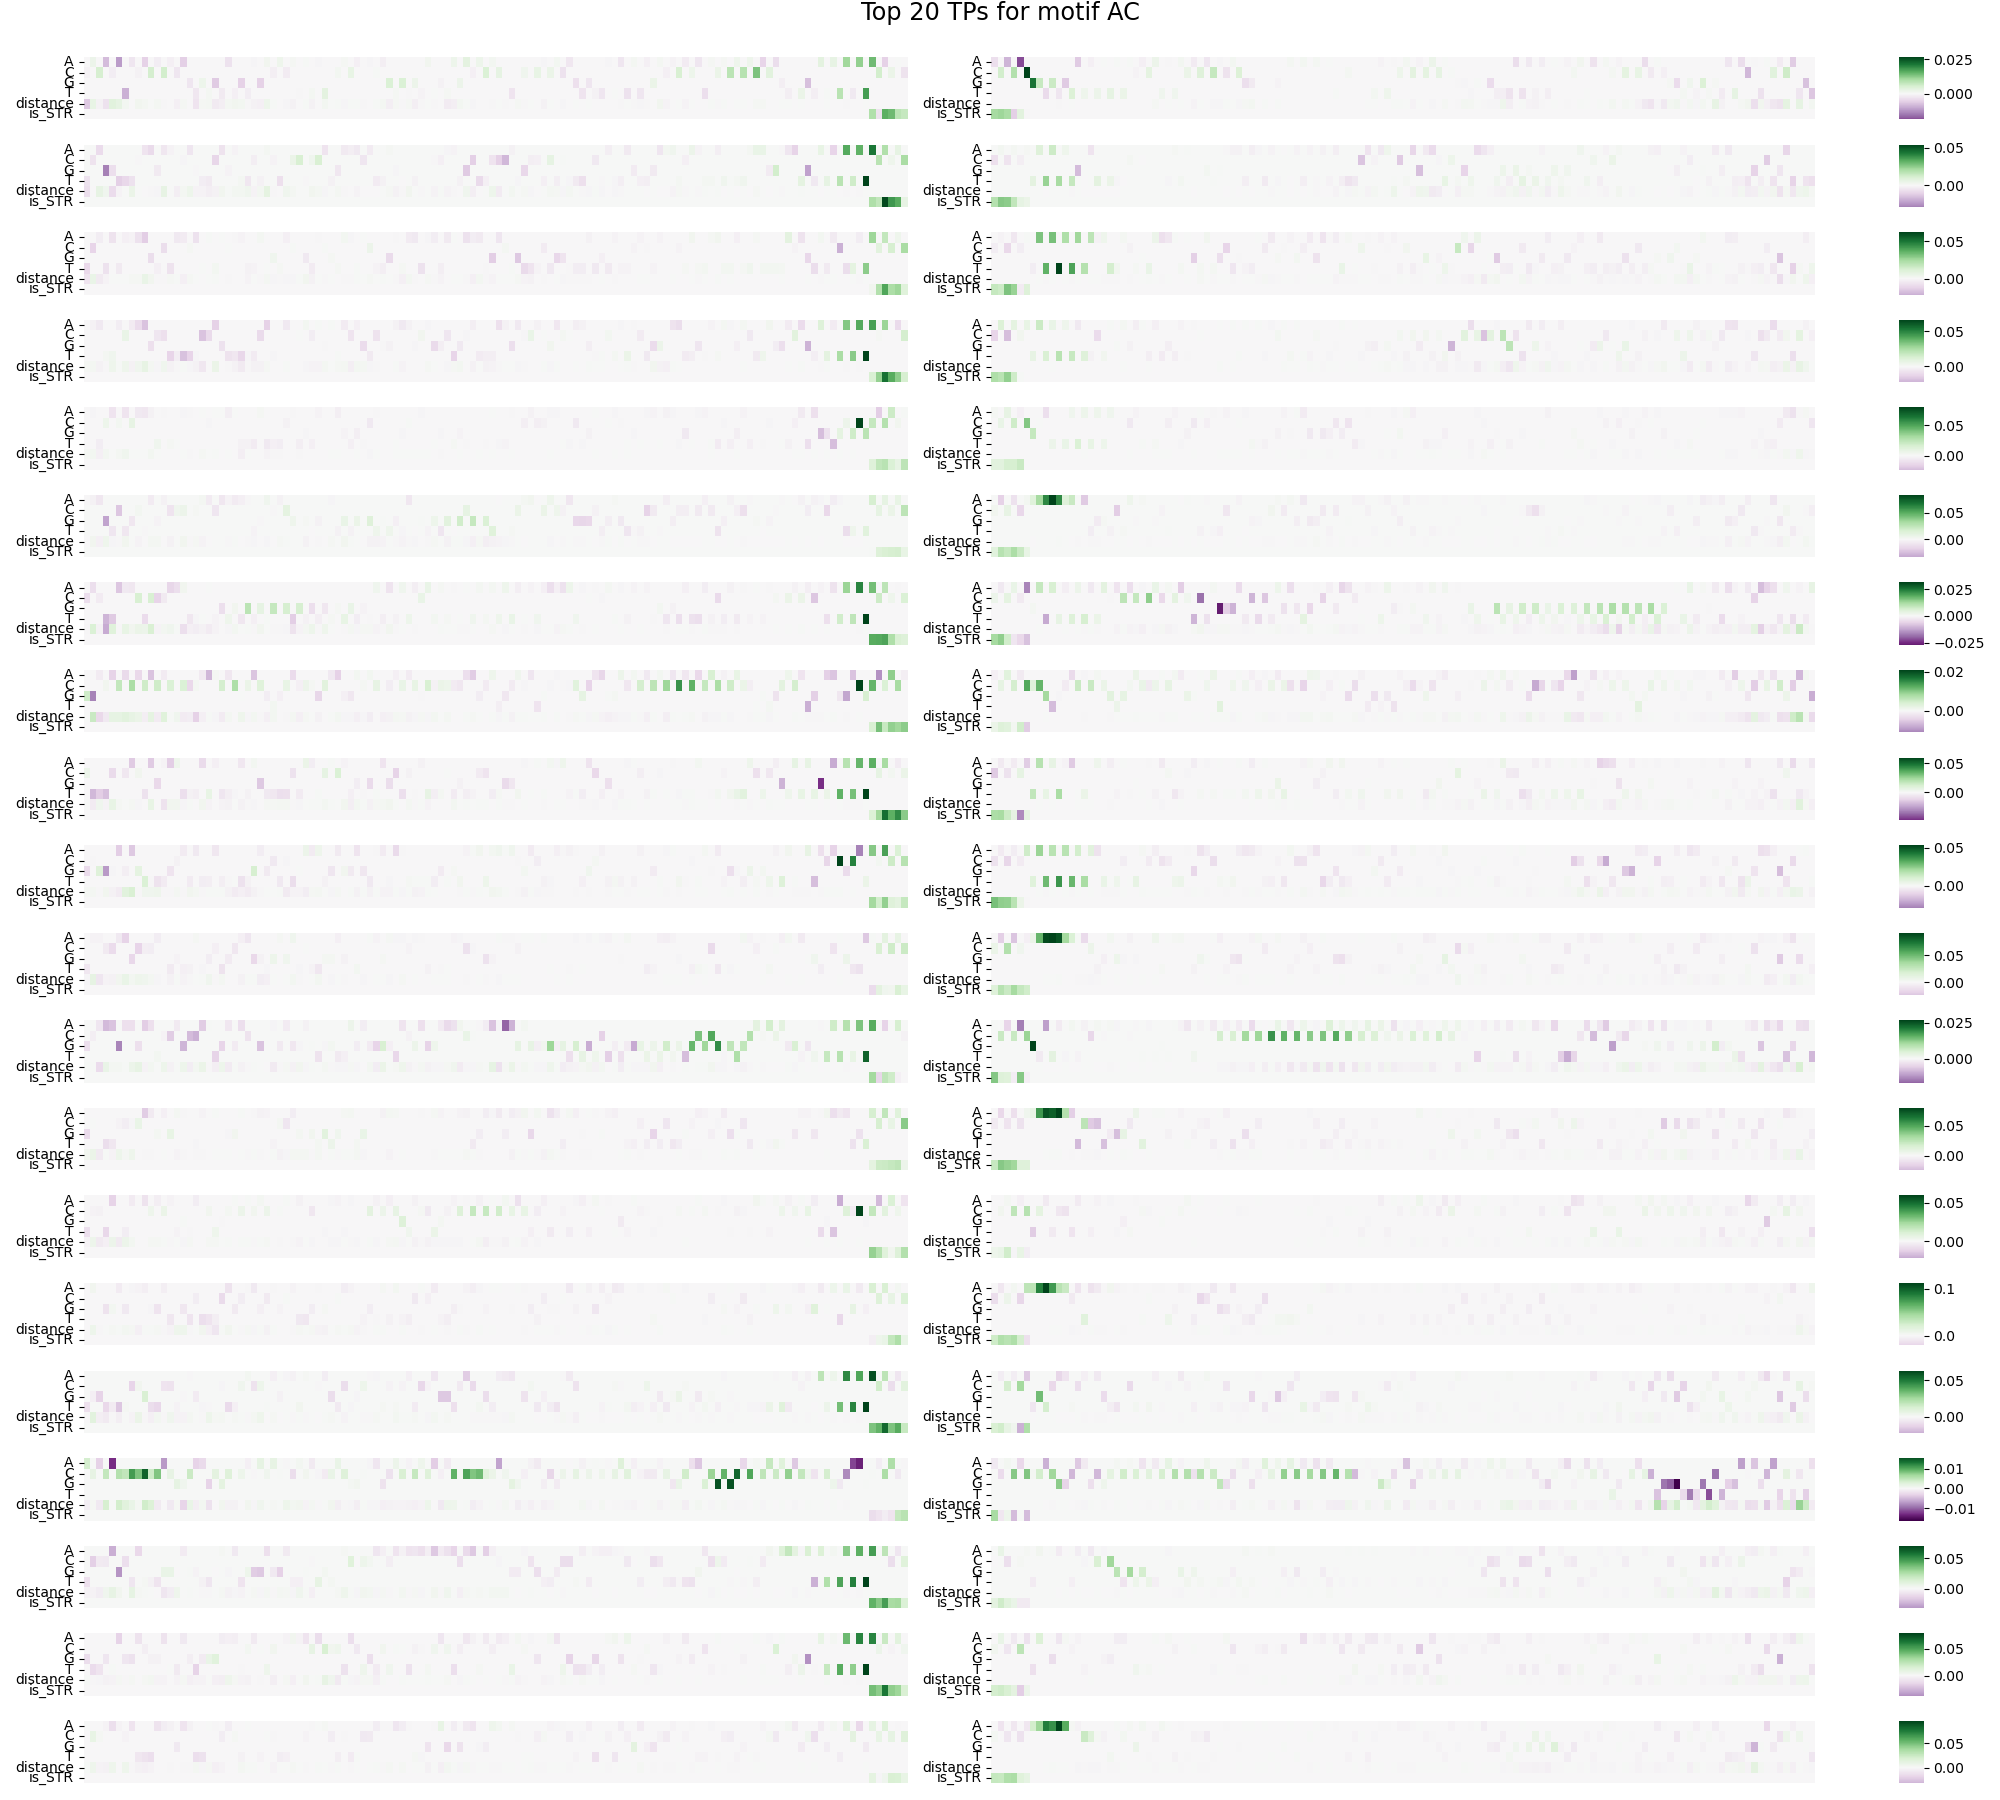 Top 20 TPs for motif AC
A
C
G
T
distance
is_STR
A
C
G
T
distance
is_STR
0.025
0.000
A
C
G
T
distance
is_STR
A
C
G
T
distance
is_STR
0.05
0.00
A
C
G
T
distance
is_STR
A
C
G
T
distance
is_STR
0.05
0.00
A
C
G
T
distance
is_STR
A
C
G
T
distance
is_STR
0.05
0.00
A
C
G
T
distance
is_STR
A
C
G
T
distance
is_STR
0.05
0.00
A
C
G
T
distance
is_STR
A
C
G
T
distance
is_STR
0.05
0.00
A
C
G
T
distance
is_STR
A
C
G
T
distance
is_STR
0.025
0.000
−0.025
A
C
G
T
distance
is_STR
A
C
G
T
distance
is_STR
0.02
0.00
A
C
G
T
distance
is_STR
A
C
G
T
distance
is_STR
0.05
0.00
A
C
G
T
distance
is_STR
A
C
G
T
distance
is_STR
0.05
0.00
A
C
G
T
distance
is_STR
A
C
G
T
distance
is_STR
0.05
0.00
A
C
G
T
distance
is_STR
A
C
G
T
distance
is_STR
0.025
0.000
A
C
G
T
distance
is_STR
A
C
G
T
distance
is_STR
0.05
0.00
A
C
G
T
distance
is_STR
A
C
G
T
distance
is_STR
0.05
0.00
A
C
G
T
distance
is_STR
A
C
G
T
distance
is_STR
0.1
0.0
A
C
G
T
distance
is_STR
A
C
G
T
distance
is_STR
0.05
0.00
A
C
G
T
distance
is_STR
A
C
G
T
distance
is_STR
0.01
0.00
−0.01
A
C
G
T
distance
is_STR
A
C
G
T
distance
is_STR
0.05
0.00
A
C
G
T
distance
is_STR
A
C
G
T
distance
is_STR
0.05
0.00
A
C
G
T
distance
is_STR
A
C
G
T
distance
is_STR
0.05
0.00